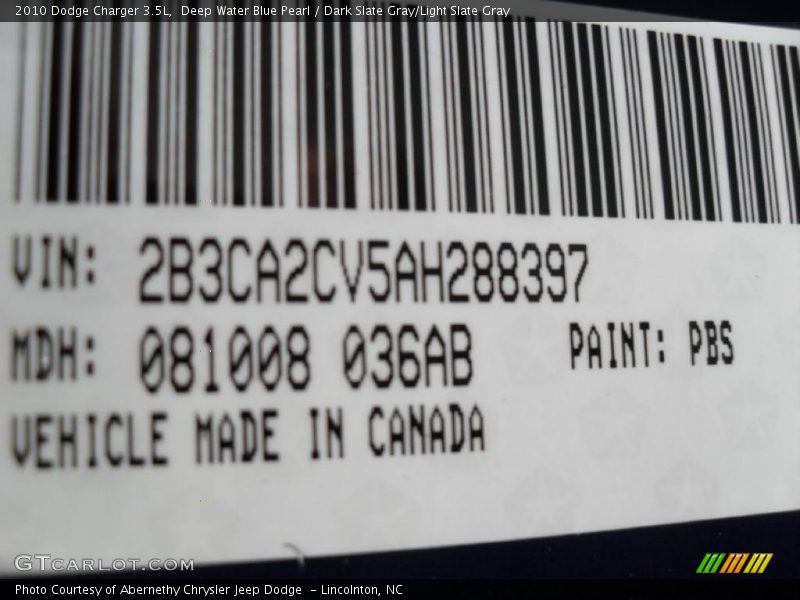 2010 Dodge Charger 3.5L,  Deep Water Blue Pearl / Dark Slate Gray/Light Slate Gray
VIN: 2B3CA2CV5AH288397
MDH: 081008 036AB PAINT: PBS
VEHICLE MADE IN CANADA
GTCARLOT.COM
Photo Courtesy of Abernethy Chrysler Jeep Dodge  - Lincolnton, NC